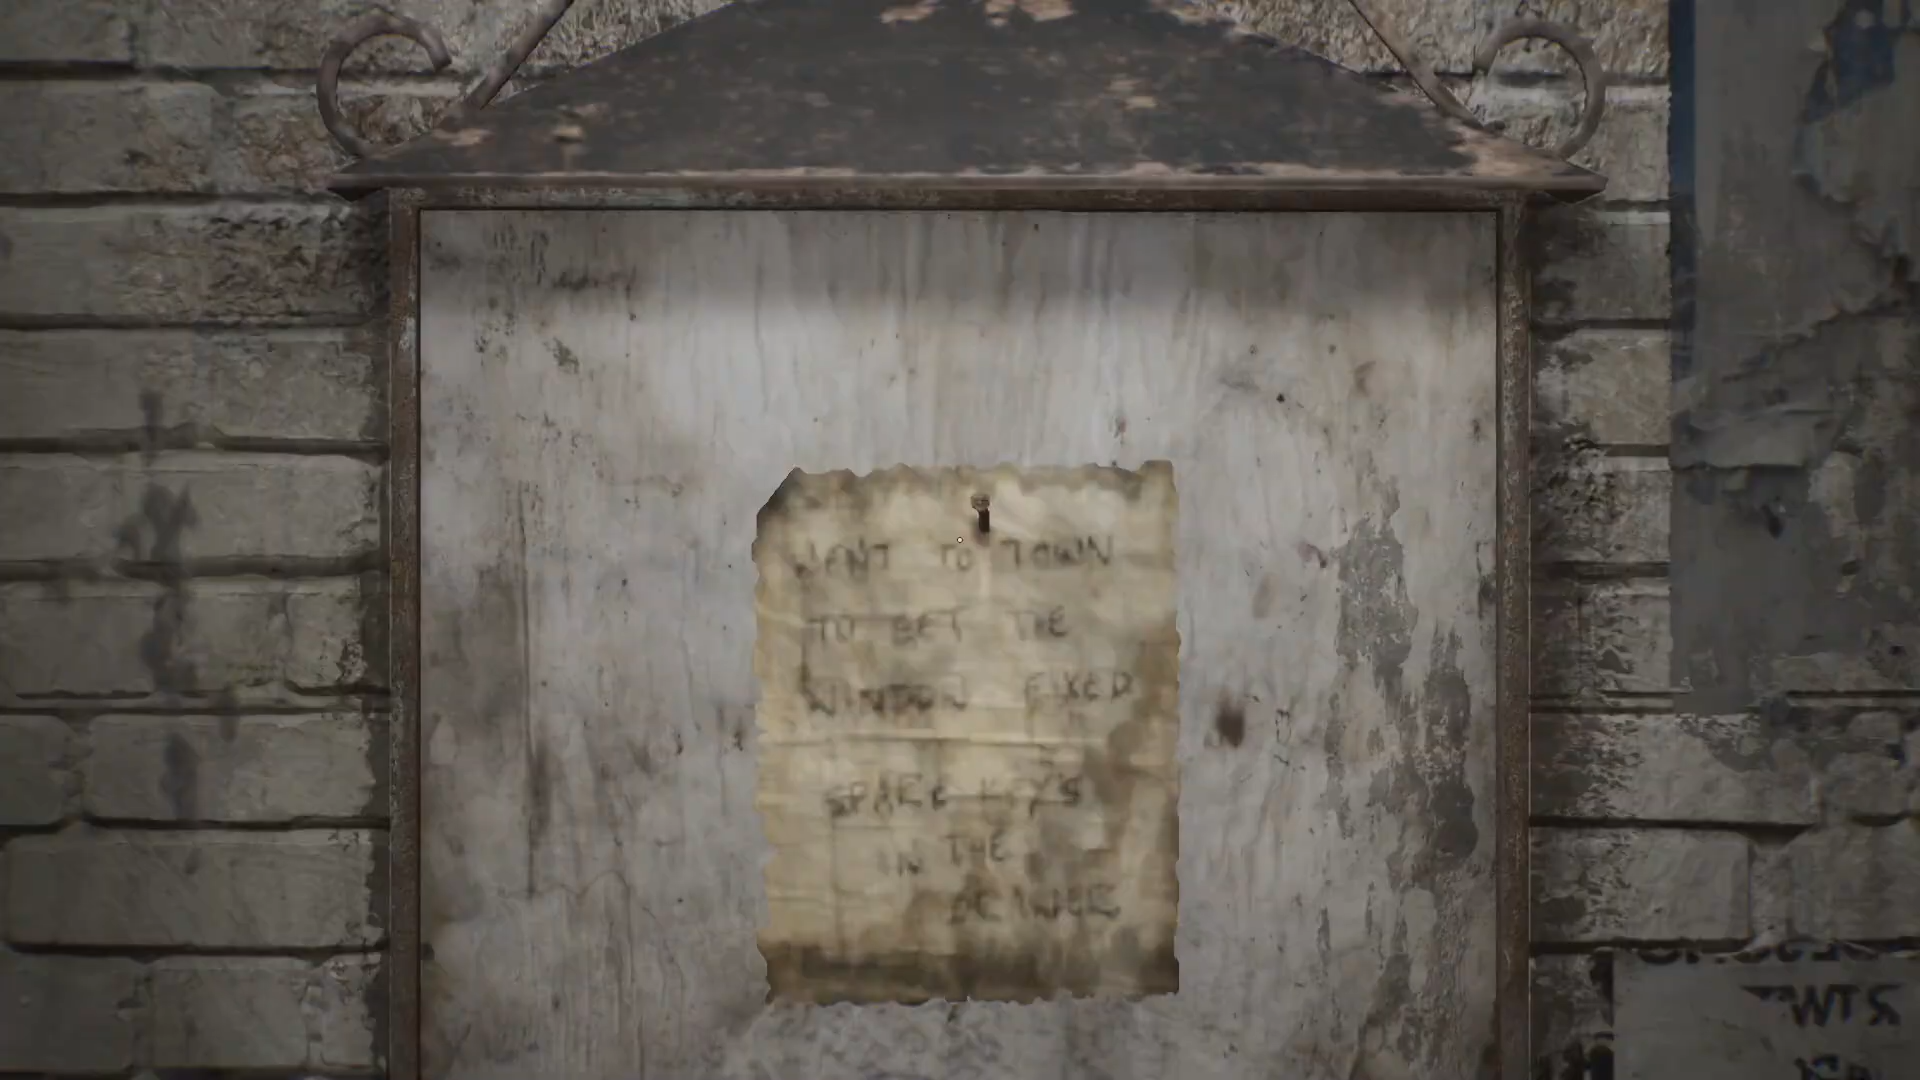 WENT TO TOWN
TO GET THE
WINDOW FIXED
SPARE KEYS
IN THE